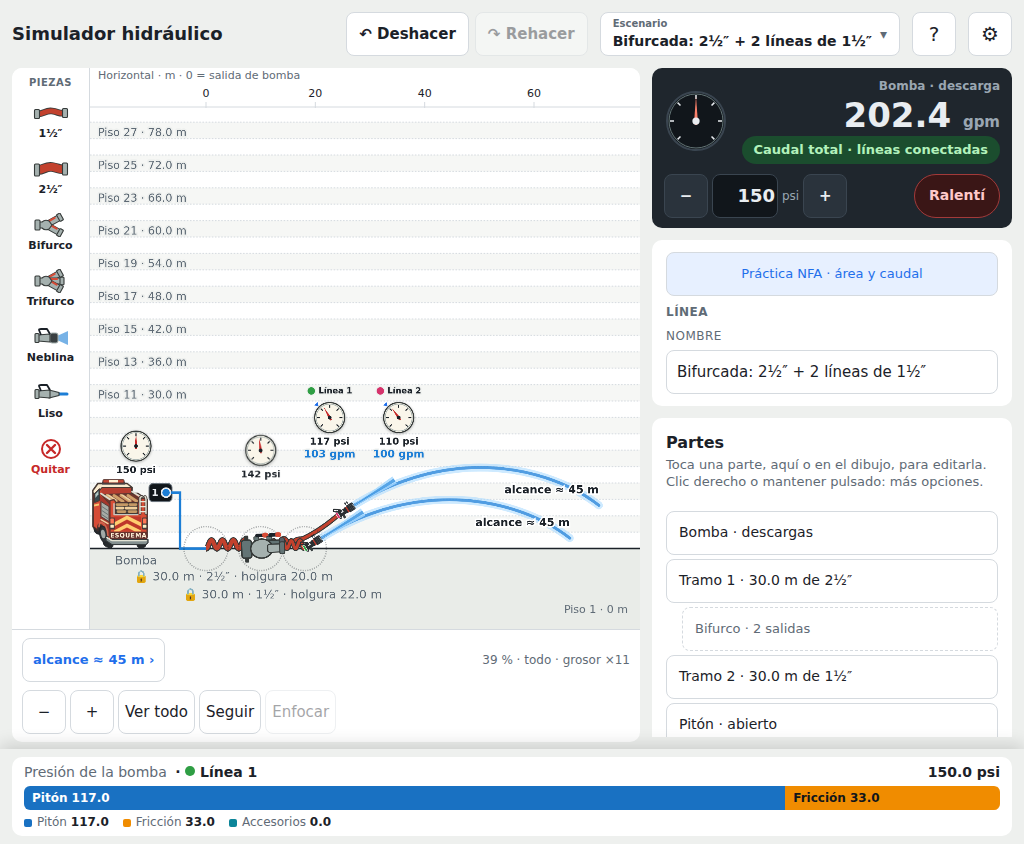 Simulador hidráulico
↶ Deshacer
↷ Rehacer
Escenario
Bifurcada: 2½″ + 2 líneas de 1½″ ▾
?
⚙
PIEZAS
1½″
2½″
Bifurco
Trifurco
Neblina
Liso
Quitar
Horizontal · m · 0 = salida de bomba
0 20 40 60
Piso 27 · 78.0 m
Piso 25 · 72.0 m
Piso 23 · 66.0 m
Piso 21 · 60.0 m
Piso 19 · 54.0 m
Piso 17 · 48.0 m
Piso 15 · 42.0 m
Piso 13 · 36.0 m
Piso 11 · 30.0 m
Línea 1
Línea 2
117 psi
103 gpm
110 psi
100 gpm
150 psi
142 psi
1
ESQUEMA
alcance ≈ 45 m
alcance ≈ 45 m
Bomba
🔒 30.0 m · 2½″ · holgura 20.0 m
🔒 30.0 m · 1½″ · holgura 22.0 m
Piso 1 · 0 m
alcance ≈ 45 m ›
39 % · todo · grosor ×11
−
+
Ver todo
Seguir
Enfocar
Bomba · descarga
202.4 gpm
Caudal total · líneas conectadas
−
150 psi
+
Ralentí
Práctica NFA · área y caudal
LÍNEA
NOMBRE
Bifurcada: 2½″ + 2 líneas de 1½″
Partes
Toca una parte, aquí o en el dibujo, para editarla.
Clic derecho o mantener pulsado: más opciones.
Bomba · descargas
Tramo 1 · 30.0 m de 2½″
Bifurco · 2 salidas
Tramo 2 · 30.0 m de 1½″
Pitón · abierto
Presión de la bomba · Línea 1
150.0 psi
Pitón 117.0
Fricción 33.0
Pitón 117.0 Fricción 33.0 Accesorios 0.0